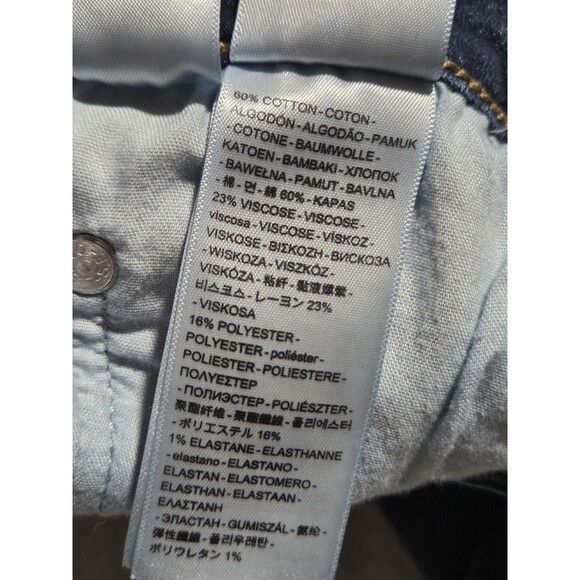 60% COTTON - COTON -
ALGODÓN - ALGODÃO - PAMUK
- COTONE - BAUMWOLLE -
KATOEN - BAMBAKI - ХЛОПОК
- BAWEŁNA - PAMUT - BAVLNA
- 棉 - 면 - 綿 60% - KAPAS
23% VISCOSE - VISCOSE -
viscosa - VISCOSE - VİSKOZ -
VISKOSE - ΒΙΣΚΟΖΗ - ВИСКОЗА
- WISKOZA - VISZKÓZ -
VISKÓZA - 粘纤 - 黏液嫘縈 -
비스코스 - レーヨン 23%
- VISKOSA
16% POLYESTER -
POLYESTER - poliéster -
POLIESTER - POLIESTERE -
ΠΟΛΥΕΣΤΕΡ
- ПОЛИЭСТЕР - POLIÉSZTER -
聚酯纤维 - 聚酯纖維 - 폴리에스터
- ポリエステル 16%
1% ELASTANE - ELASTHANNE
- elastano - ELASTANO -
ELASTAN - ELASTOMERO -
ELASTHAN - ELASTAAN -
ΕΛΑΣΤΑΝΗ
- ЭЛАСТАН - GUMISZÁL - 氨纶 -
彈性纖維 - 폴리우레탄 -
ポリウレタン 1%